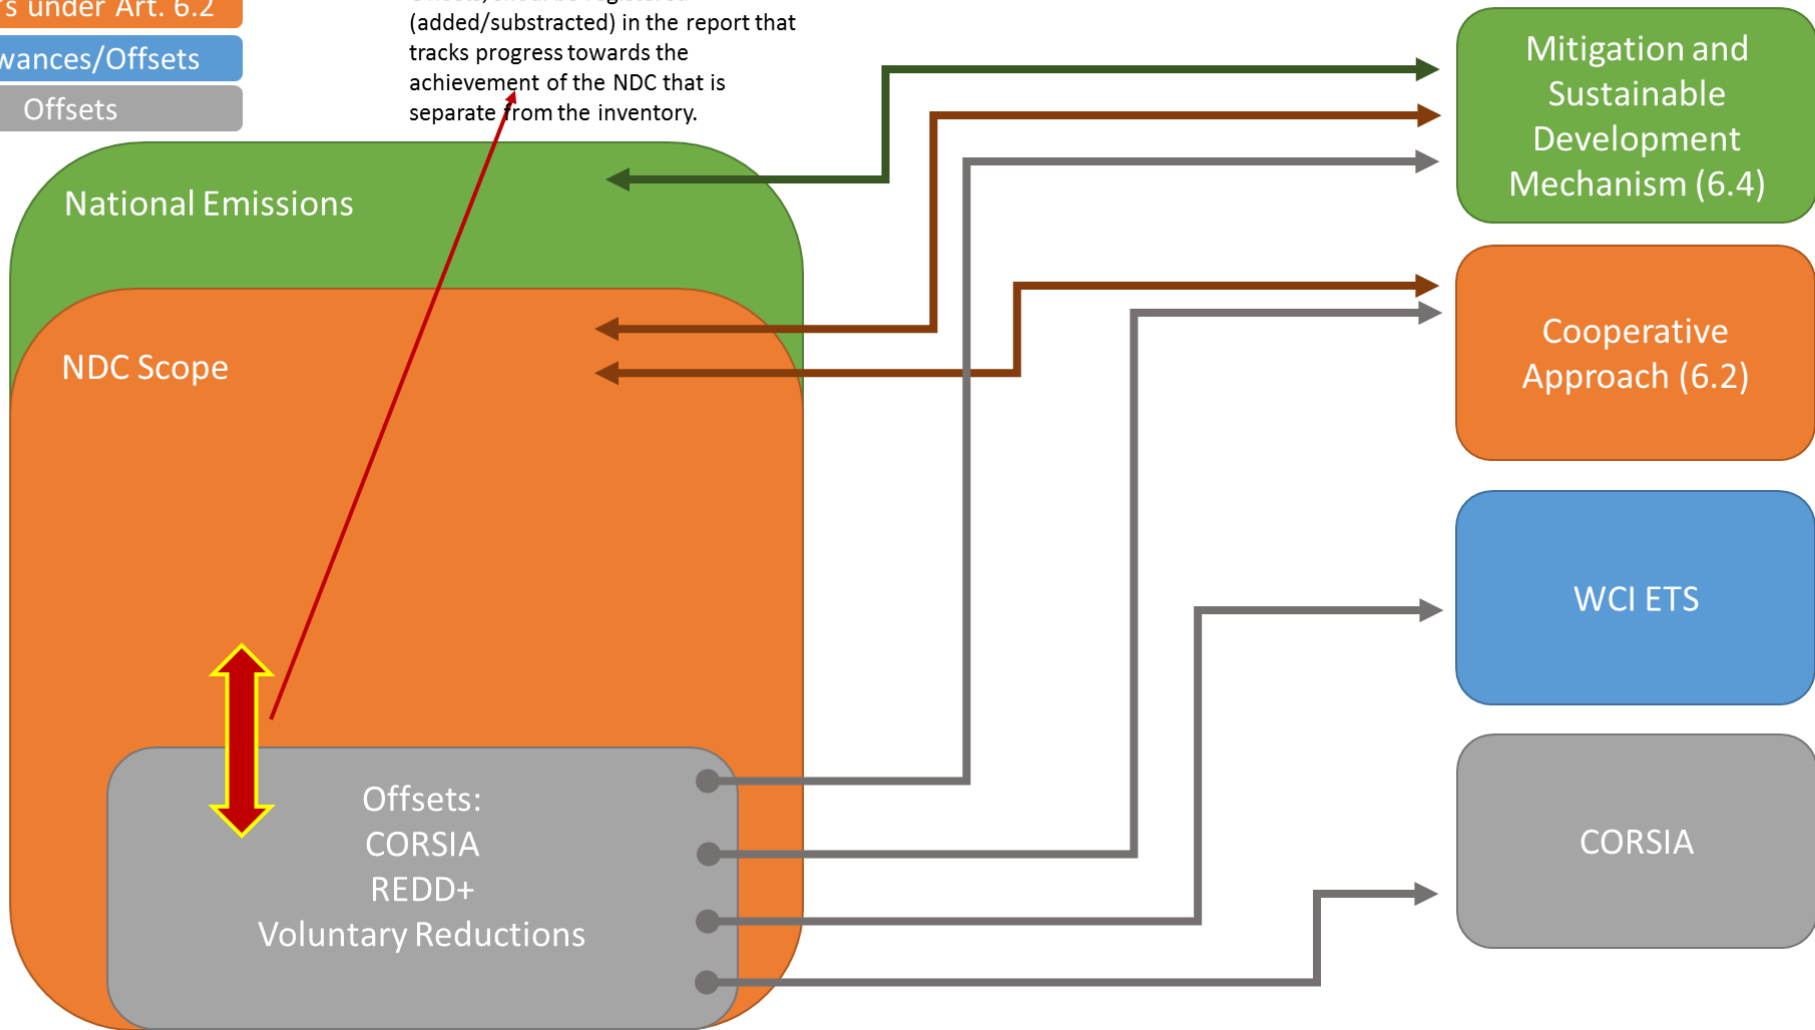 under Art. 6.2
/Offsets
Offsets
(added/substracted) in the report that
tracks progress towards the
achievement of the NDC that is
separate from the inventory.
National Emissions
NDC Scope
Offsets:
CORSIA
REDD+
Voluntary Reductions
Mitigation and
Sustainable
Development
Mechanism (6.4)
Cooperative
Approach (6.2)
WCI ETS
CORSIA